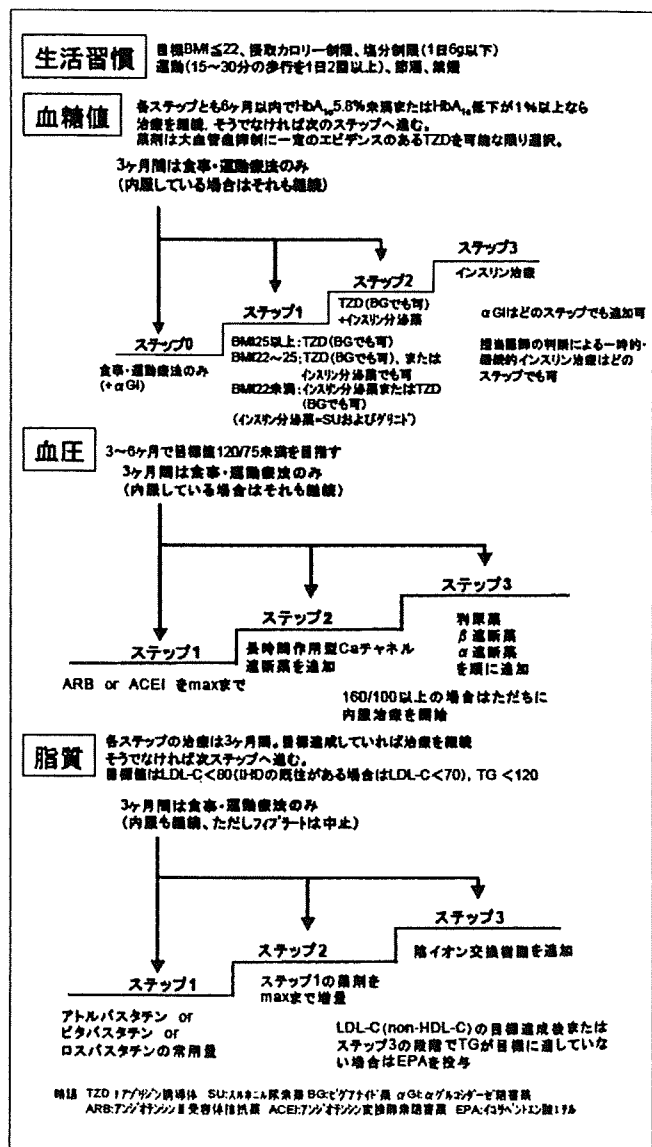 生活習慣
目標BMI≦22、摂取カロリー制限、塩分制限(1日6g以下)
運動(15~30分の歩行を1日2回以上)、節酒、禁煙
血糖値
各ステップとも6ヶ月以内でHbA1c5.8%未満またはHbA1c低下が1%以上なら
治療を継続、そうでなければ次のステップへ進む。
薬剤は大血管症抑制に一定のエビデンスのあるTZDを可能な限り選択。
3ヶ月間は食事・運動療法のみ
(内服している場合はそれも継続)
ステップ0
食事・運動療法のみ
(+αGI)
ステップ1
BMI25以上:TZD(BGでも可)
BMI22~25:TZD(BGでも可)、または
インスリン分泌薬でも可
BMI22未満:インスリン分泌薬またはTZD
(BGでも可)
(インスリン分泌薬=SUおよびグリニド)
ステップ2
TZD(BGでも可)
+インスリン分泌薬
ステップ3
インスリン治療
αGIはどのステップでも追加可
担当医師の判断による一時的・
継続的インスリン治療はどの
ステップでも可
血圧
3~6ヶ月で目標値120/75未満を目指す
3ヶ月間は食事・運動療法のみ
(内服している場合はそれも継続)
ステップ1
ARB or ACEI をmaxまで
ステップ2
長時間作用型Caチャネル
遮断薬を追加
ステップ3
利尿薬
β遮断薬
α遮断薬
を順に追加
160/100以上の場合はただちに
内服治療を開始
脂質
各ステップの治療は3ヶ月間。目標達成していれば治療を継続
そうでなければ次ステップへ進む。
目標値はLDL-C<80(IHDの既往がある場合はLDL-C<70), TG <120
3ヶ月間は食事・運動療法のみ
(内服も継続、ただしフィブラートは中止)
ステップ1
アトルバスタチン or
ピタバスタチン or
ロスバスタチンの常用量
ステップ2
ステップ1の薬剤を
maxまで増量
ステップ3
陰イオン交換樹脂を追加
LDL-C(non-HDL-C)の目標達成後または
ステップ3の段階でTGが目標に達していな
い場合はEPAを投与
略語 TZD:チアゾリジン誘導体 SU:スルホニル尿素薬 BG:ビグアナイド薬 αGI:αグルコシダーゼ阻害薬
ARB:アンジオテンシンⅡ受容体拮抗薬 ACEI:アンジオテンシン変換酵素阻害薬 EPA:イコサペント酸エチル